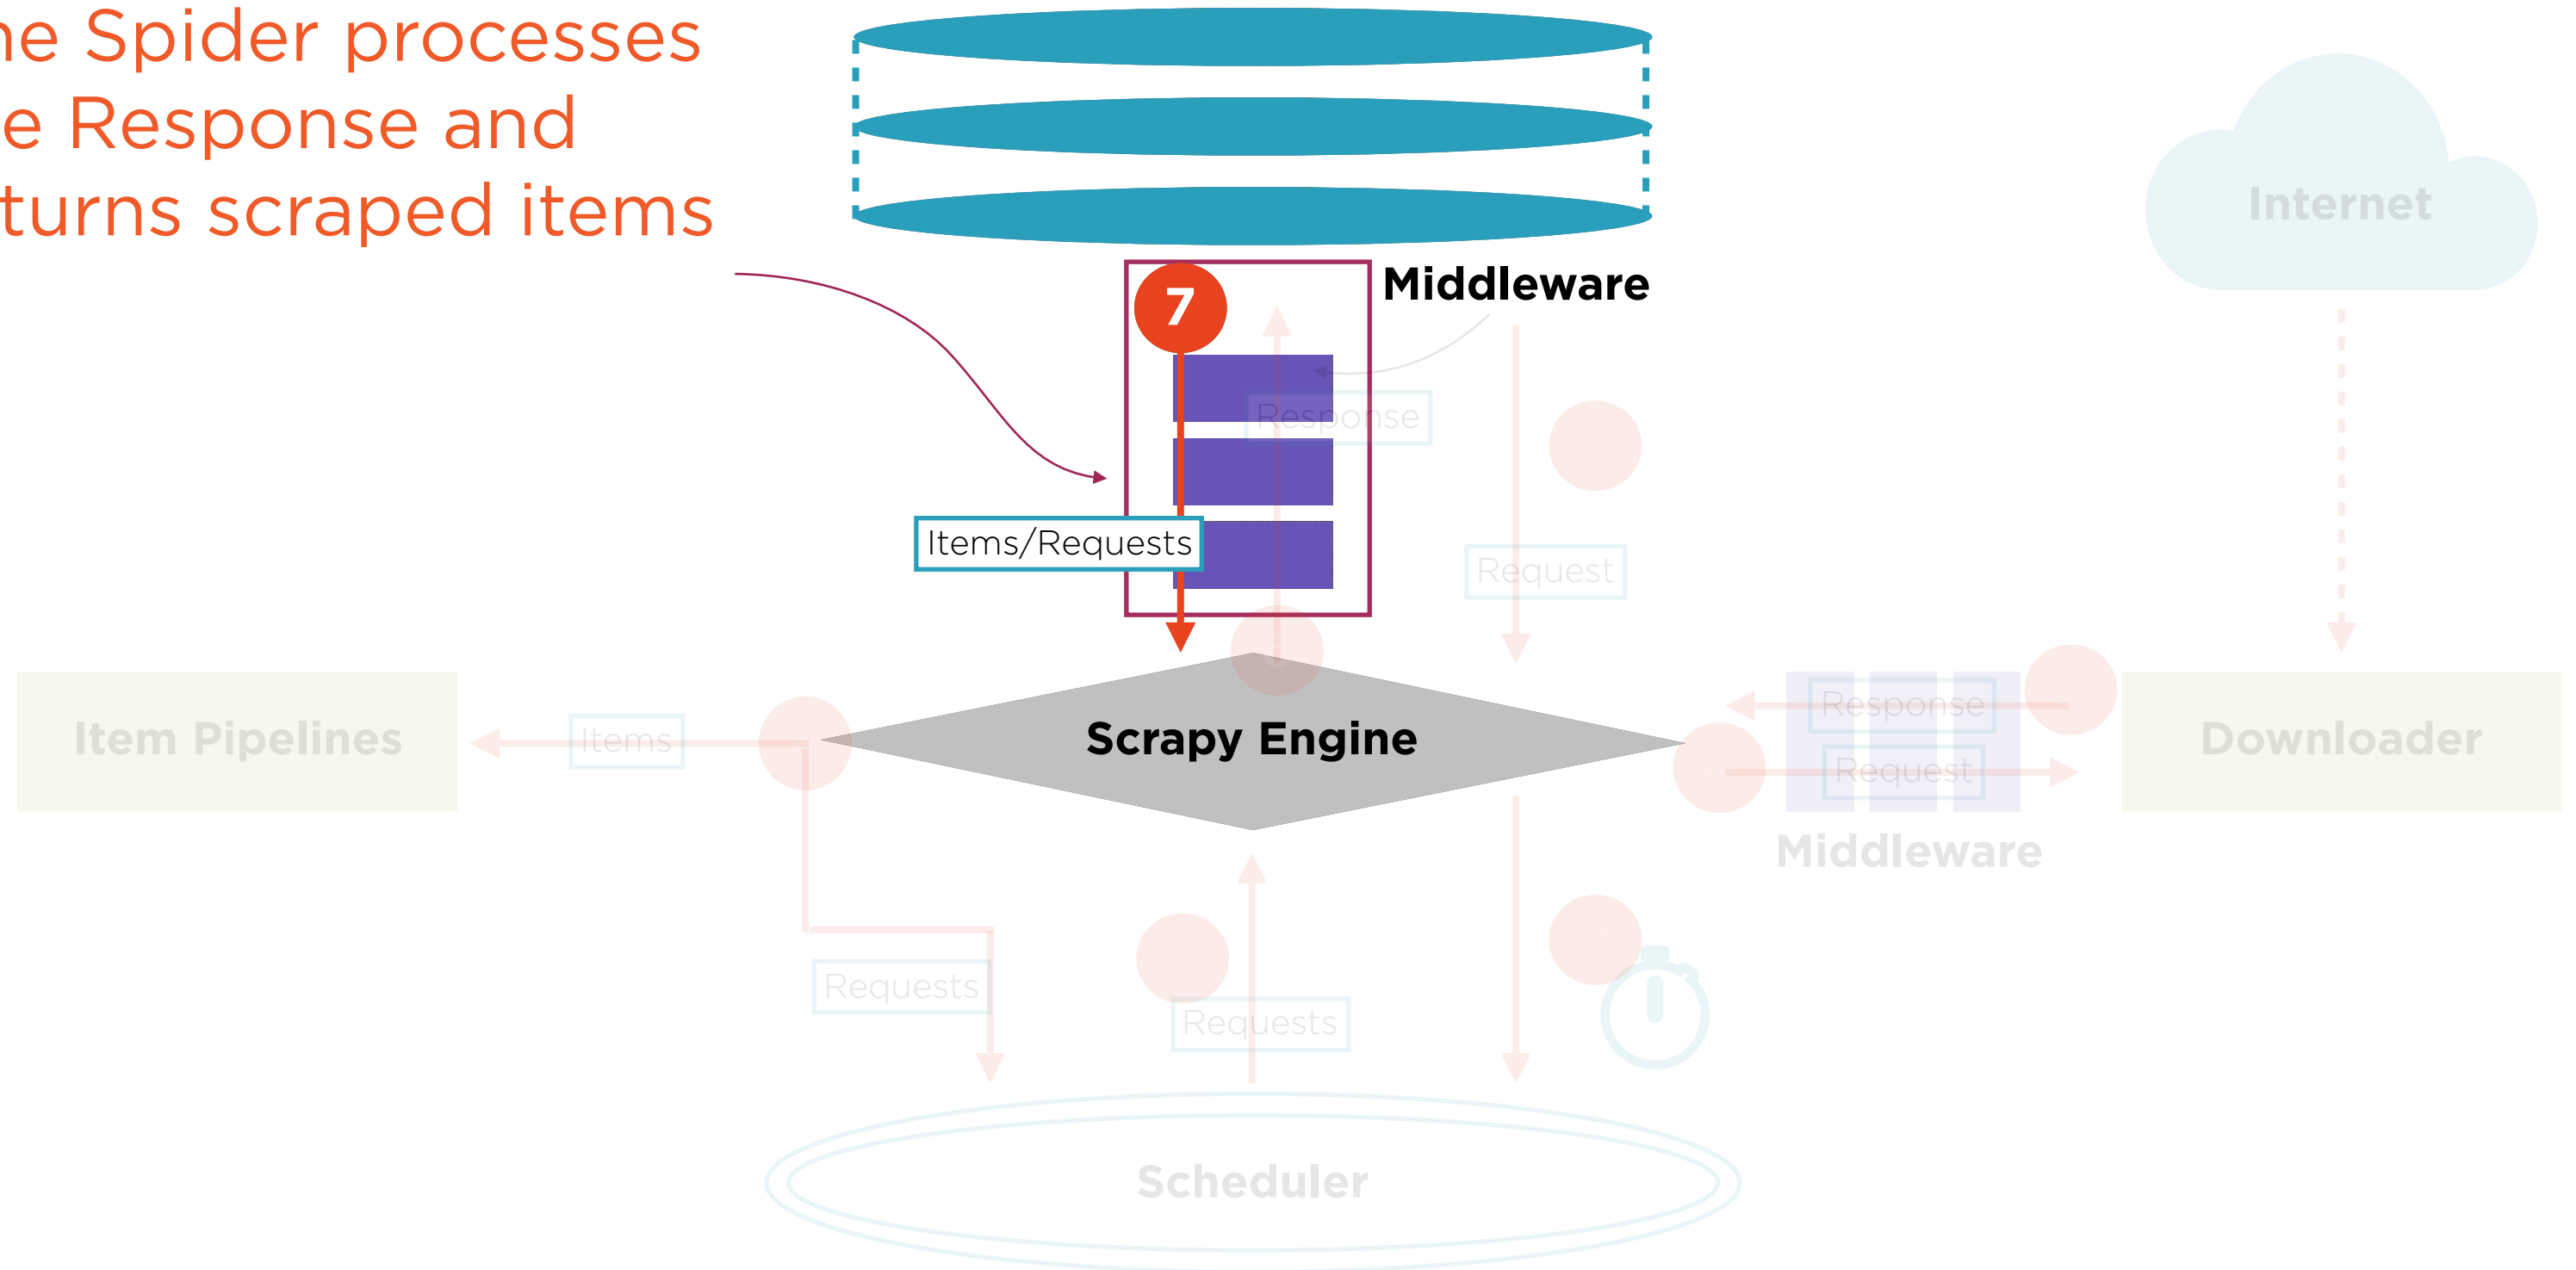 he Spider processes
e Response and
turns scraped items
Internet
7
Middleware
Response
Items/Requests
Request
Item Pipelines
Items
Scrapy Engine
Response
Request
Downloader
Middleware
Requests
Requests
Scheduler